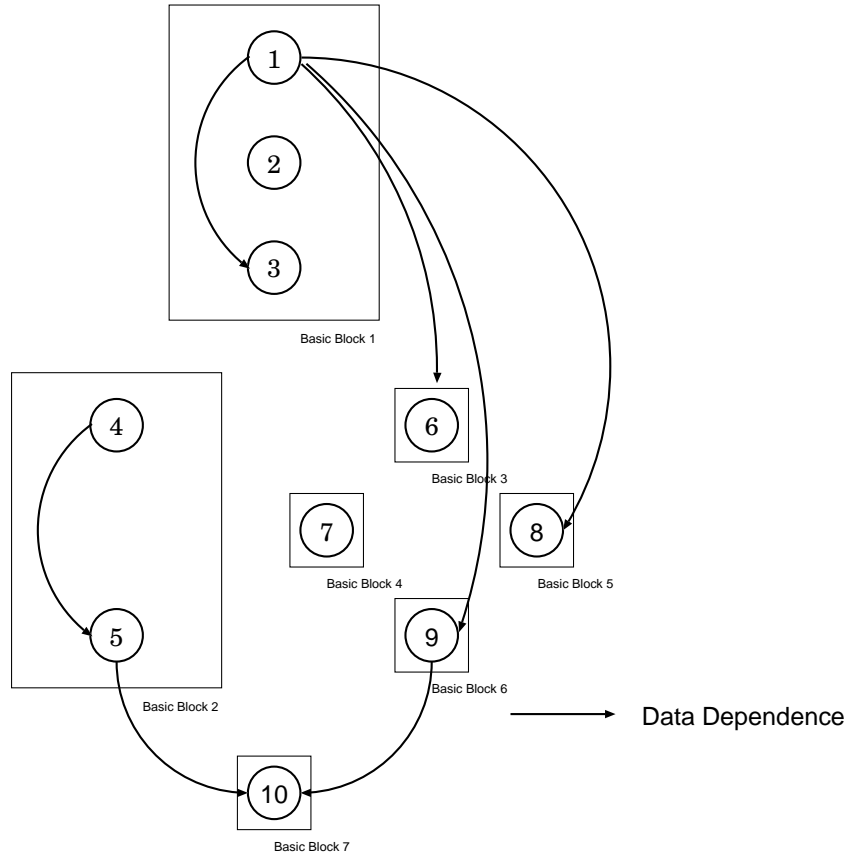 1
2
3
Basic Block 1
4
6
Basic Block 3
7
8
Basic Block 4
Basic Block 5
5
9
Basic Block 6
Basic Block 2
Data Dependence
10
Basic Block 7